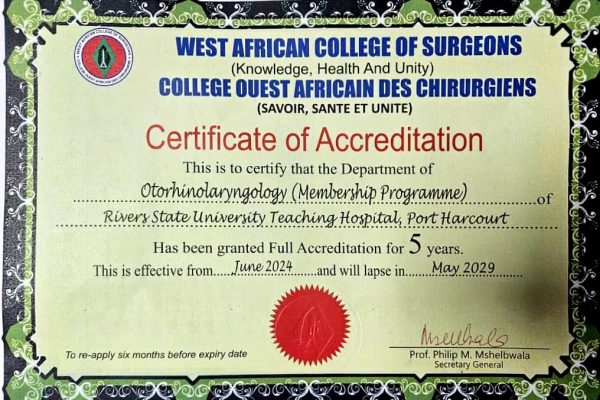 WEST AFRICAN COLLEGE OF SURGEONS
(Knowledge, Health And Unity)
COLLEGE OUEST AFRICAIN DES CHIRURGIENS
(SAVOIR, SANTE ET UNITE)
Certificate of Accreditation
This is to certify that the Department of
Otorhinolaryngology (Membership Programme) of
Rivers State University Teaching Hospital, Port Harcourt
Has been granted Full Accreditation for 5 years.
This is effective from June 2024 and will lapse in May 2029
To re-apply six months before expiry date
Prof. Philip M. Mshelbwala
Secretary General